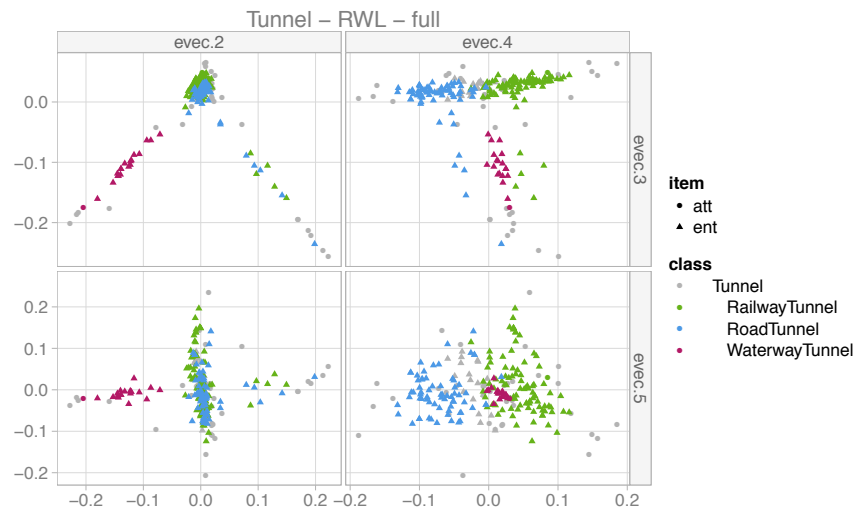 Tunnel − RWL − full
evec.2
evec.4
0.0
−0.1
−0.2
evec.3
0.2
0.1
0.0
−0.1
−0.2
evec.5
−0.2 −0.1 0.0 0.1 0.2
−0.2 −0.1 0.0 0.1 0.2
item
att
ent
class
Tunnel
RailwayTunnel
RoadTunnel
WaterwayTunnel